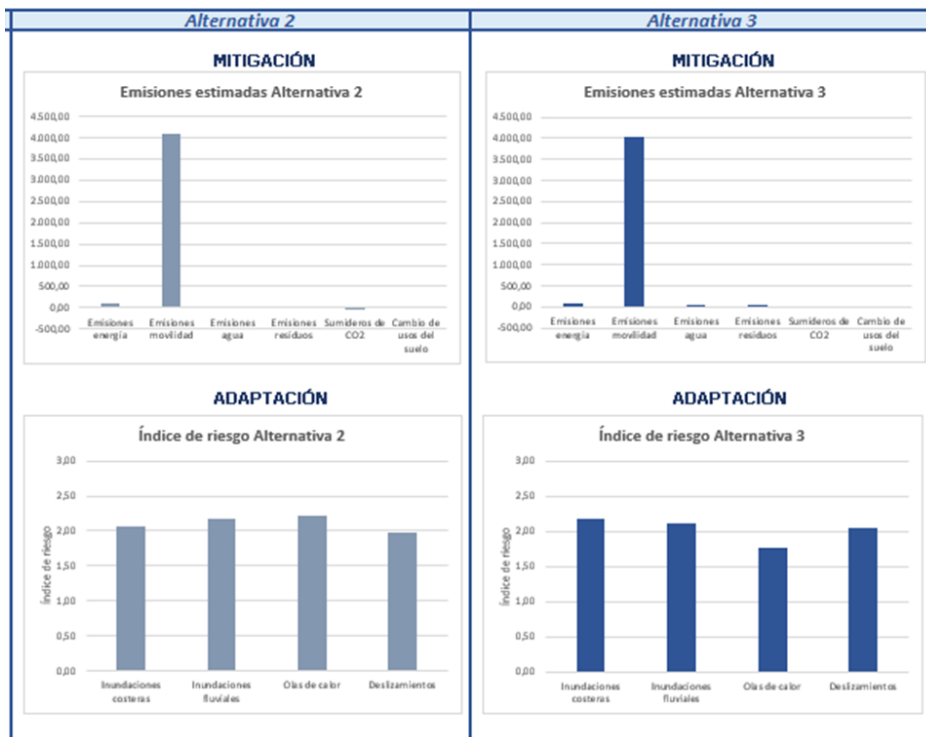 Alternativa 2
MITIGACIÓN
Emisiones estimadas Alternativa 2
4.500,00
4.000,00
3.500,00
3.000,00
2.500,00
2.000,00
1.500,00
1.000,00
500,00
0,00
-500,00
Emisiones Emisiones Emisiones Emisiones Sumideros de Cambio de
energía movilidad agua residuos CO2 usos del
suelo
ADAPTACIÓN
Índice de riesgo Alternativa 2
3,00
2,50
2,00
1,50
1,00
0,50
0,00
Índice de riesgo
Inundaciones Inundaciones Olas de calor Deslizamientos
costeras fluviales
Alternativa 3
MITIGACIÓN
Emisiones estimadas Alternativa 3
4.500,00
4.000,00
3.500,00
3.000,00
2.500,00
2.000,00
1.500,00
1.000,00
500,00
0,00
-500,00
Emisiones Emisiones Emisiones Emisiones Sumideros de Cambio de
energía movilidad agua residuos CO2 usos del
suelo
ADAPTACIÓN
Índice de riesgo Alternativa 3
3,00
2,50
2,00
1,50
1,00
0,50
0,00
Índice de riesgo
Inundaciones Inundaciones Olas de calor Deslizamientos
costeras fluviales